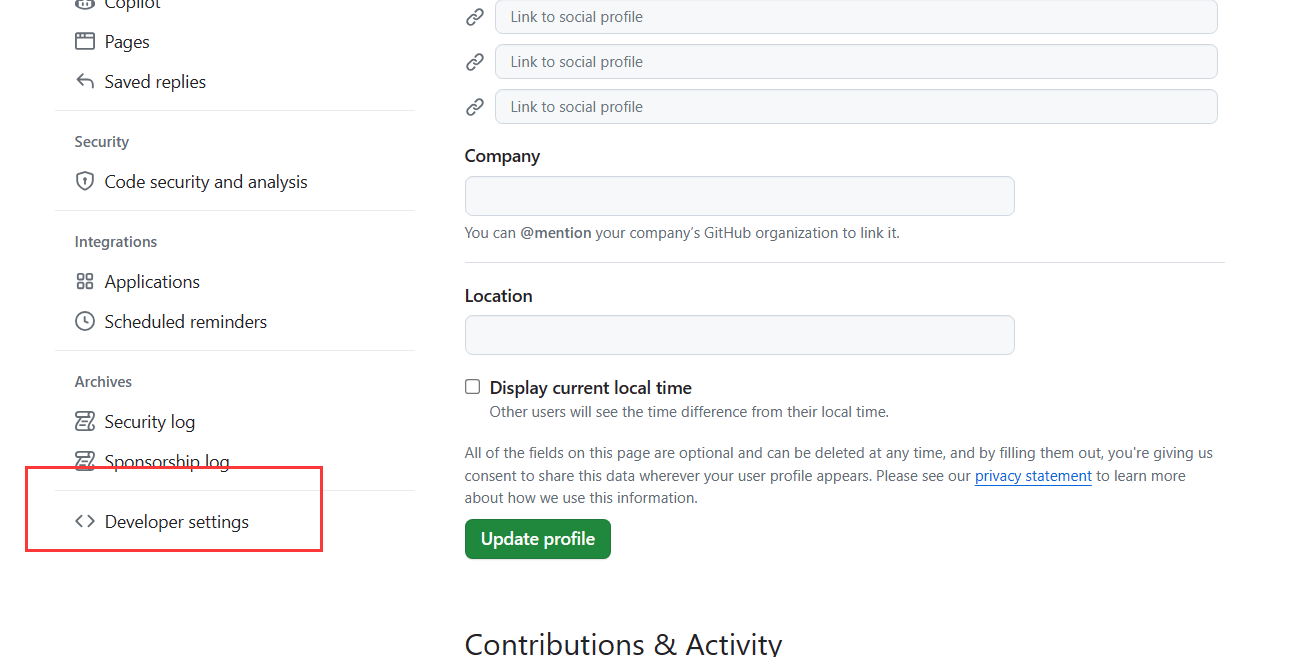 Copilot
Pages
Saved replies
Security
Code security and analysis
Integrations
Applications
Scheduled reminders
Archives
Security log
Sponsorship log
Developer settings
Link to social profile
Link to social profile
Link to social profile
Company
You can @mention your company’s GitHub organization to link it.
Location
Display current local time
Other users will see the time difference from their local time.
All of the fields on this page are optional and can be deleted at any time, and by filling them out, you're giving us
consent to share this data wherever your user profile appears. Please see our privacy statement to learn more
about how we use this information.
Update profile
Contributions & Activity